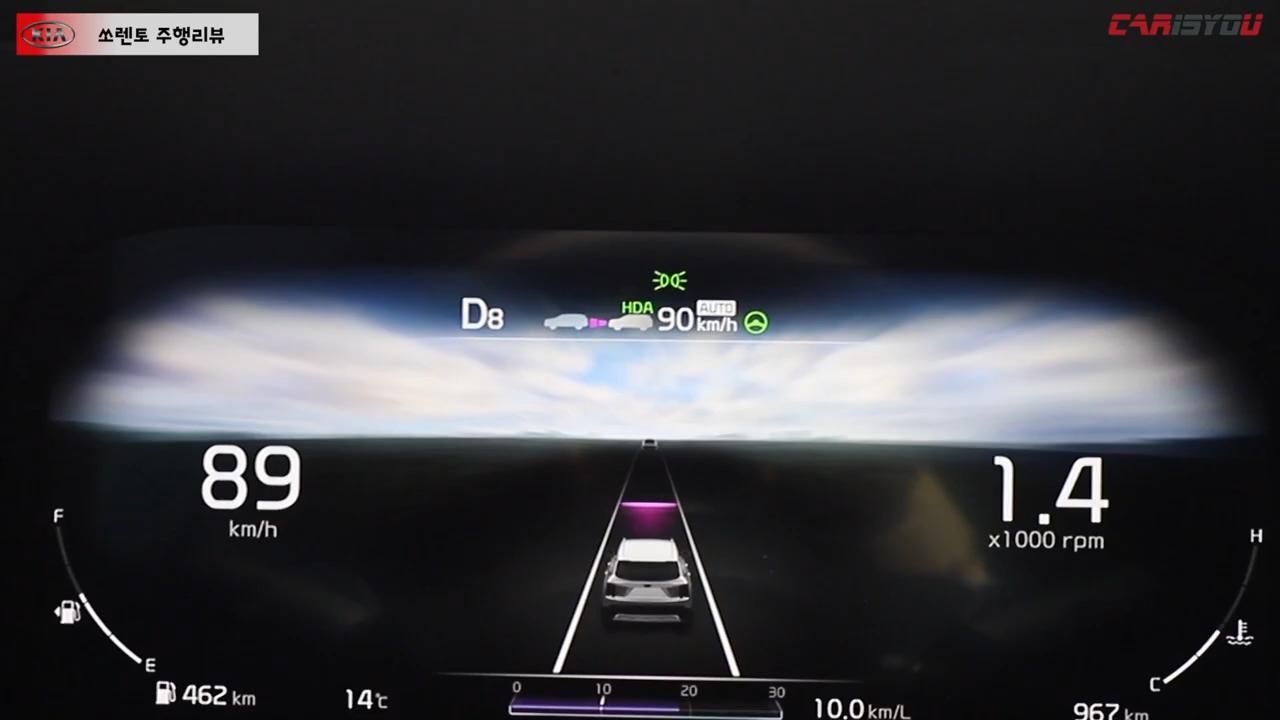 KIA 쏘렌토 주행리뷰
CARISYOU
D8
HDA
90 km/h
AUTO
89
km/h
1.4
x1000 rpm
F
H
E
C
462 km
14℃
0 10 20 30
10.0 km/L
967 km